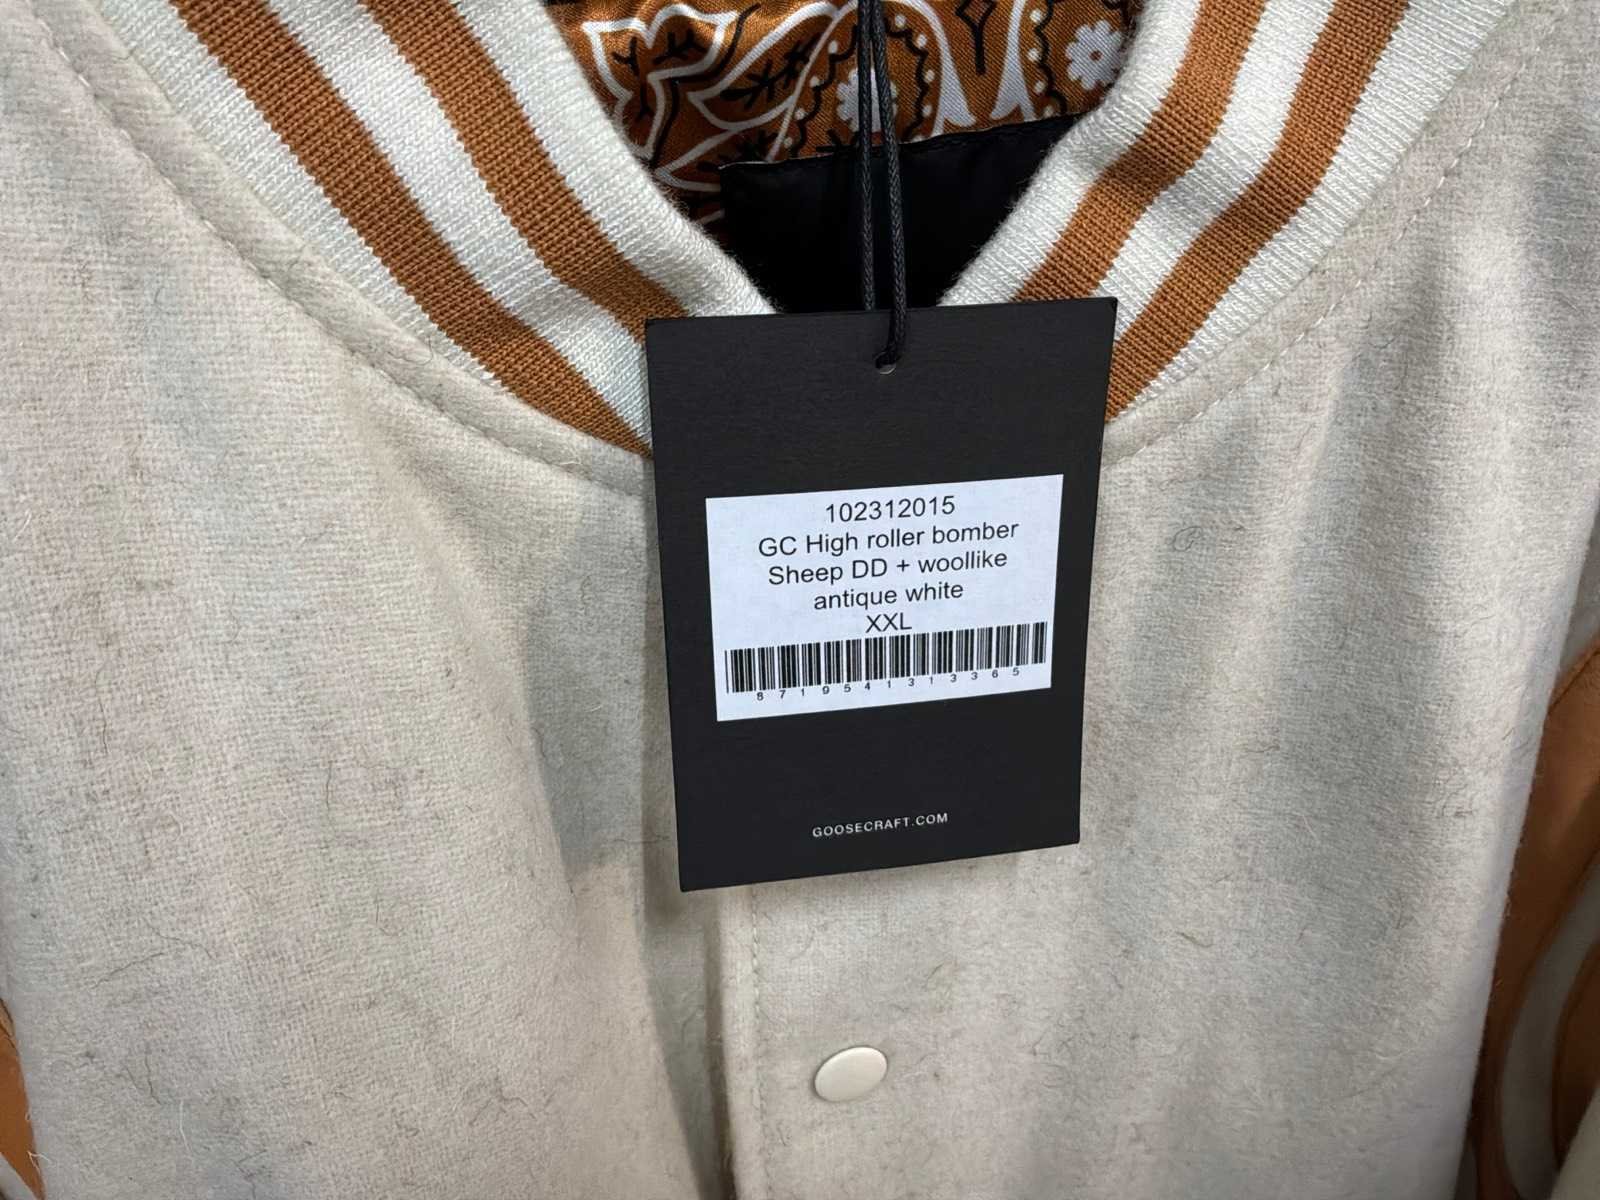 102312015
GC High roller bomber
Sheep DD + woollike
antique white
XXL
8719541313365
GOOSECRAFT.COM